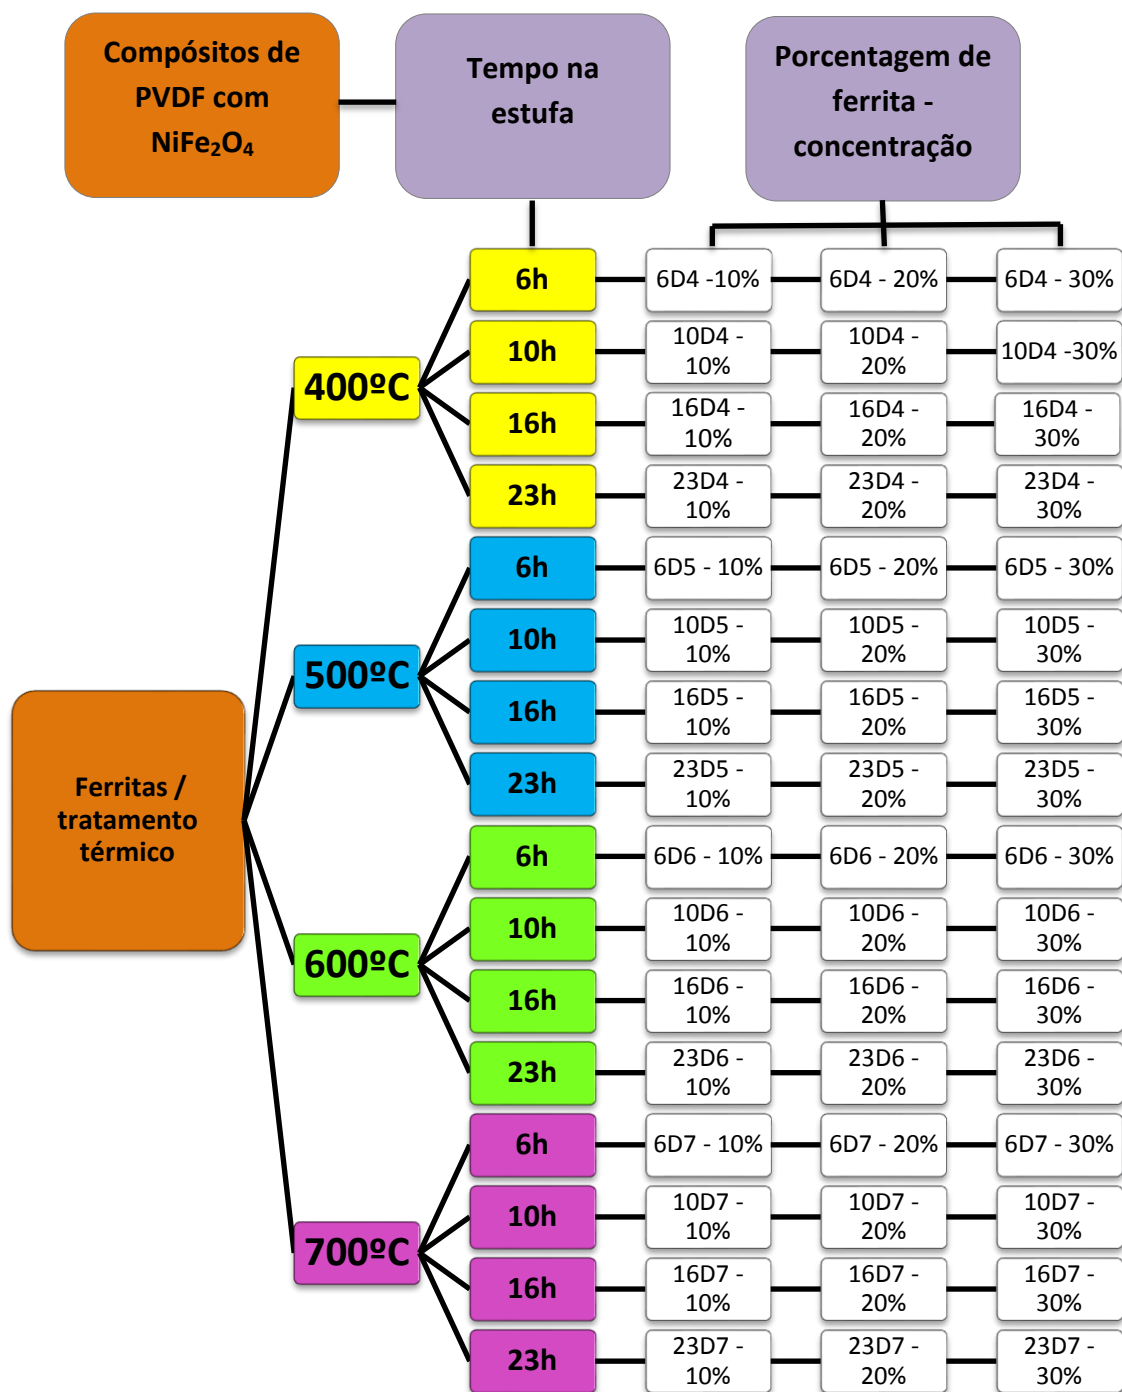 Compósitos de
PVDF com
NiFe₂O₄
Tempo na
estufa
Porcentagem de
ferrita -
concentração
Ferritas /
tratamento
térmico
400ºC
6h
6D4 -10%
6D4 - 20%
6D4 - 30%
10h
10D4 -
10%
10D4 -
20%
10D4 -30%
16h
16D4 -
10%
16D4 -
20%
16D4 -
30%
23h
23D4 -
10%
23D4 -
20%
23D4 -
30%
500ºC
6h
6D5 - 10%
6D5 - 20%
6D5 - 30%
10h
10D5 -
10%
10D5 -
20%
10D5 -
30%
16h
16D5 -
10%
16D5 -
20%
16D5 -
30%
23h
23D5 -
10%
23D5 -
20%
23D5 -
30%
600ºC
6h
6D6 - 10%
6D6 - 20%
6D6 - 30%
10h
10D6 -
10%
10D6 -
20%
10D6 -
30%
16h
16D6 -
10%
16D6 -
20%
16D6 -
30%
23h
23D6 -
10%
23D6 -
20%
23D6 -
30%
700ºC
6h
6D7 - 10%
6D7 - 20%
6D7 - 30%
10h
10D7 -
10%
10D7 -
20%
10D7 -
30%
16h
16D7 -
10%
16D7 -
20%
16D7 -
30%
23h
23D7 -
10%
23D7 -
20%
23D7 -
30%